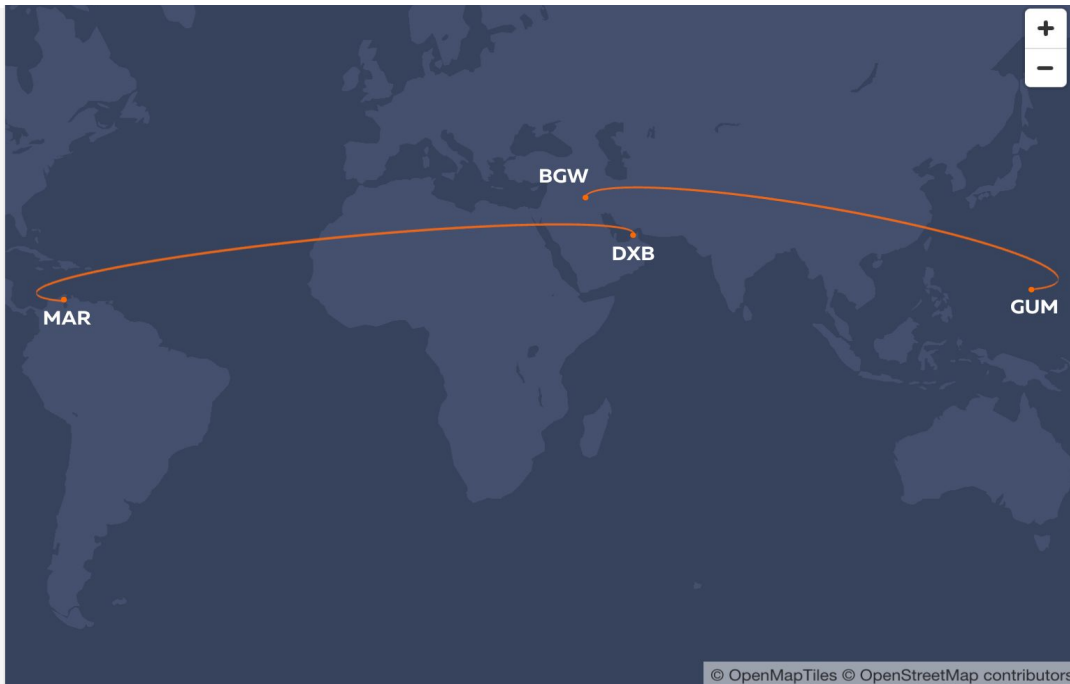 +
−
BGW
DXB
GUM
MAR
© OpenMapTiles © OpenStreetMap contributors